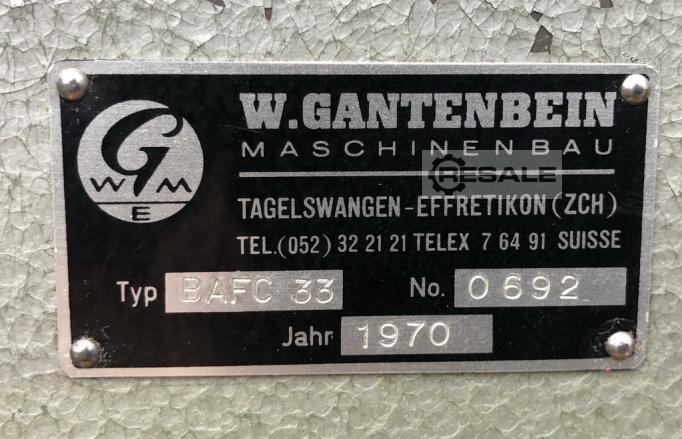 G
W M
E
W.GANTENBEIN
MASCHINENBAU
RESALE
TAGELSWANGEN-EFFRETIKON (ZCH)
TEL.(052) 32 21 21 TELEX 7 64 91 SUISSE
Typ BAFC 33 No. 0692
Jahr 1970